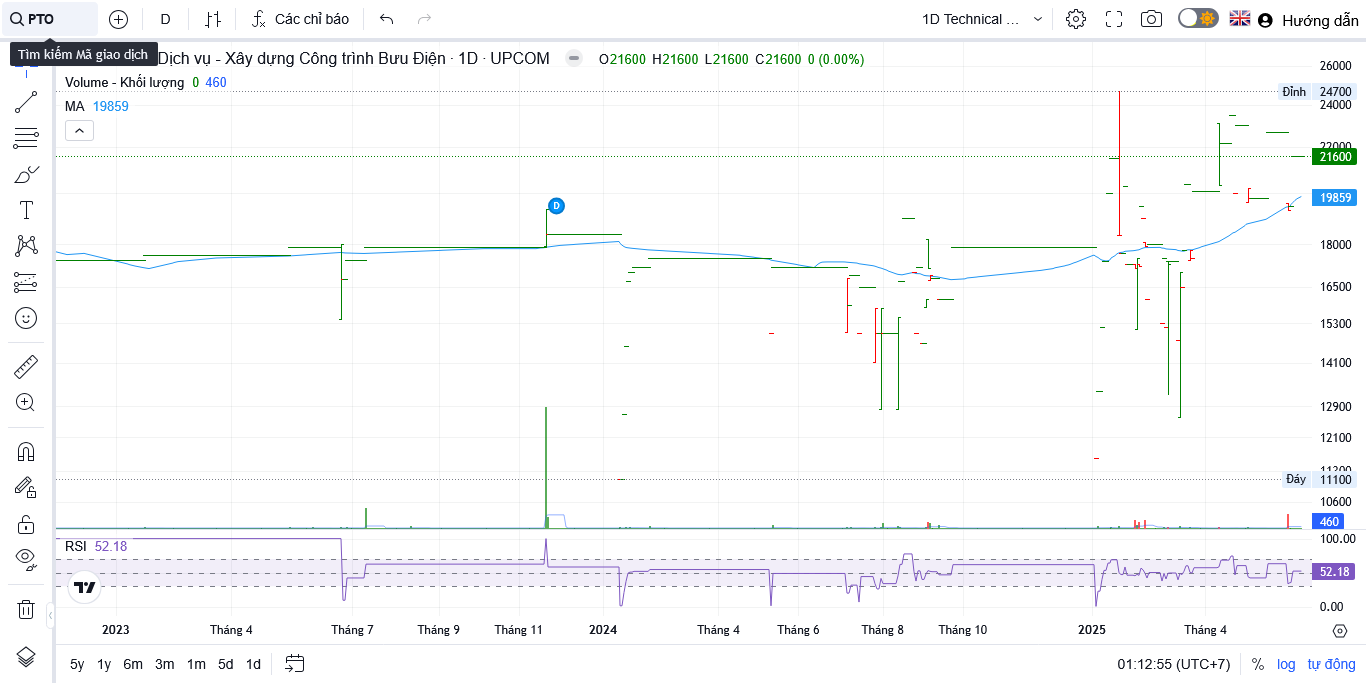 PTO
D
Các chỉ báo
1D Technical ...
Hướng dẫn
Tìm kiếm Mã giao dịch
Dịch vụ - Xây dựng Công trình Bưu Điện · 1D · UPCOM
O21600 H21600 L21600 C21600 0 (0.00%)
Volume - Khối lượng 0 460
MA 19859
D
26000
Đỉnh 24700
24000
22000
21600
19859
18000
16500
15300
14100
12900
12100
11200
Đáy 11100
10600
460
RSI 52.18
100.00
52.18
0.00
2023 Tháng 4 Tháng 7 Tháng 9 Tháng 11 2024 Tháng 4 Tháng 6 Tháng 8 Tháng 10 2025 Tháng 4
5y 1y 6m 3m 1m 5d 1d
01:12:55 (UTC+7) % log tự động